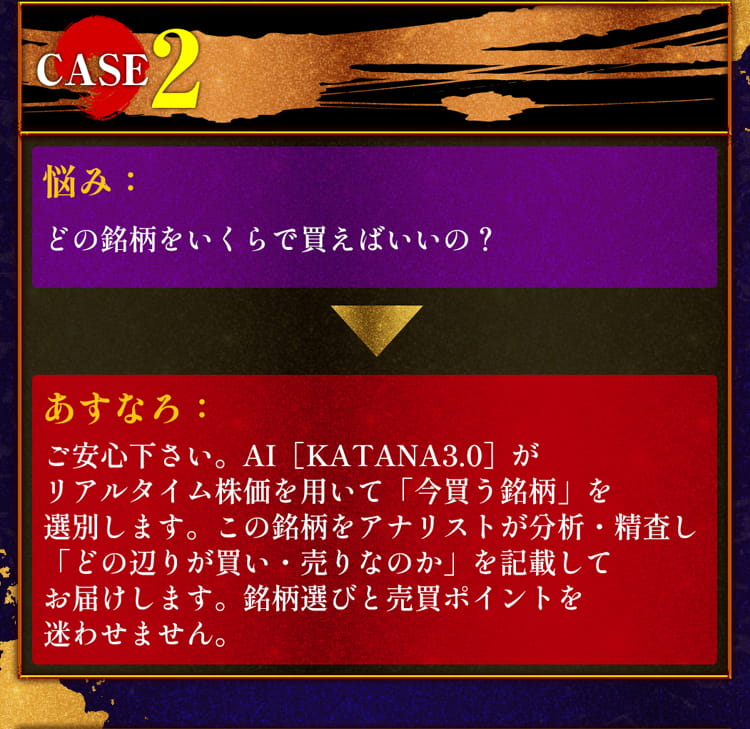 CASE 2
悩み：
どの銘柄をいくらで買えばいいの？
あすなろ：
ご安心下さい。AI［KATANA3.0］が
リアルタイム株価を用いて「今買う銘柄」を
選別します。この銘柄をアナリストが分析・精査し
「どの辺りが買い・売りなのか」を記載して
お届けします。銘柄選びと売買ポイントを
迷わせません。